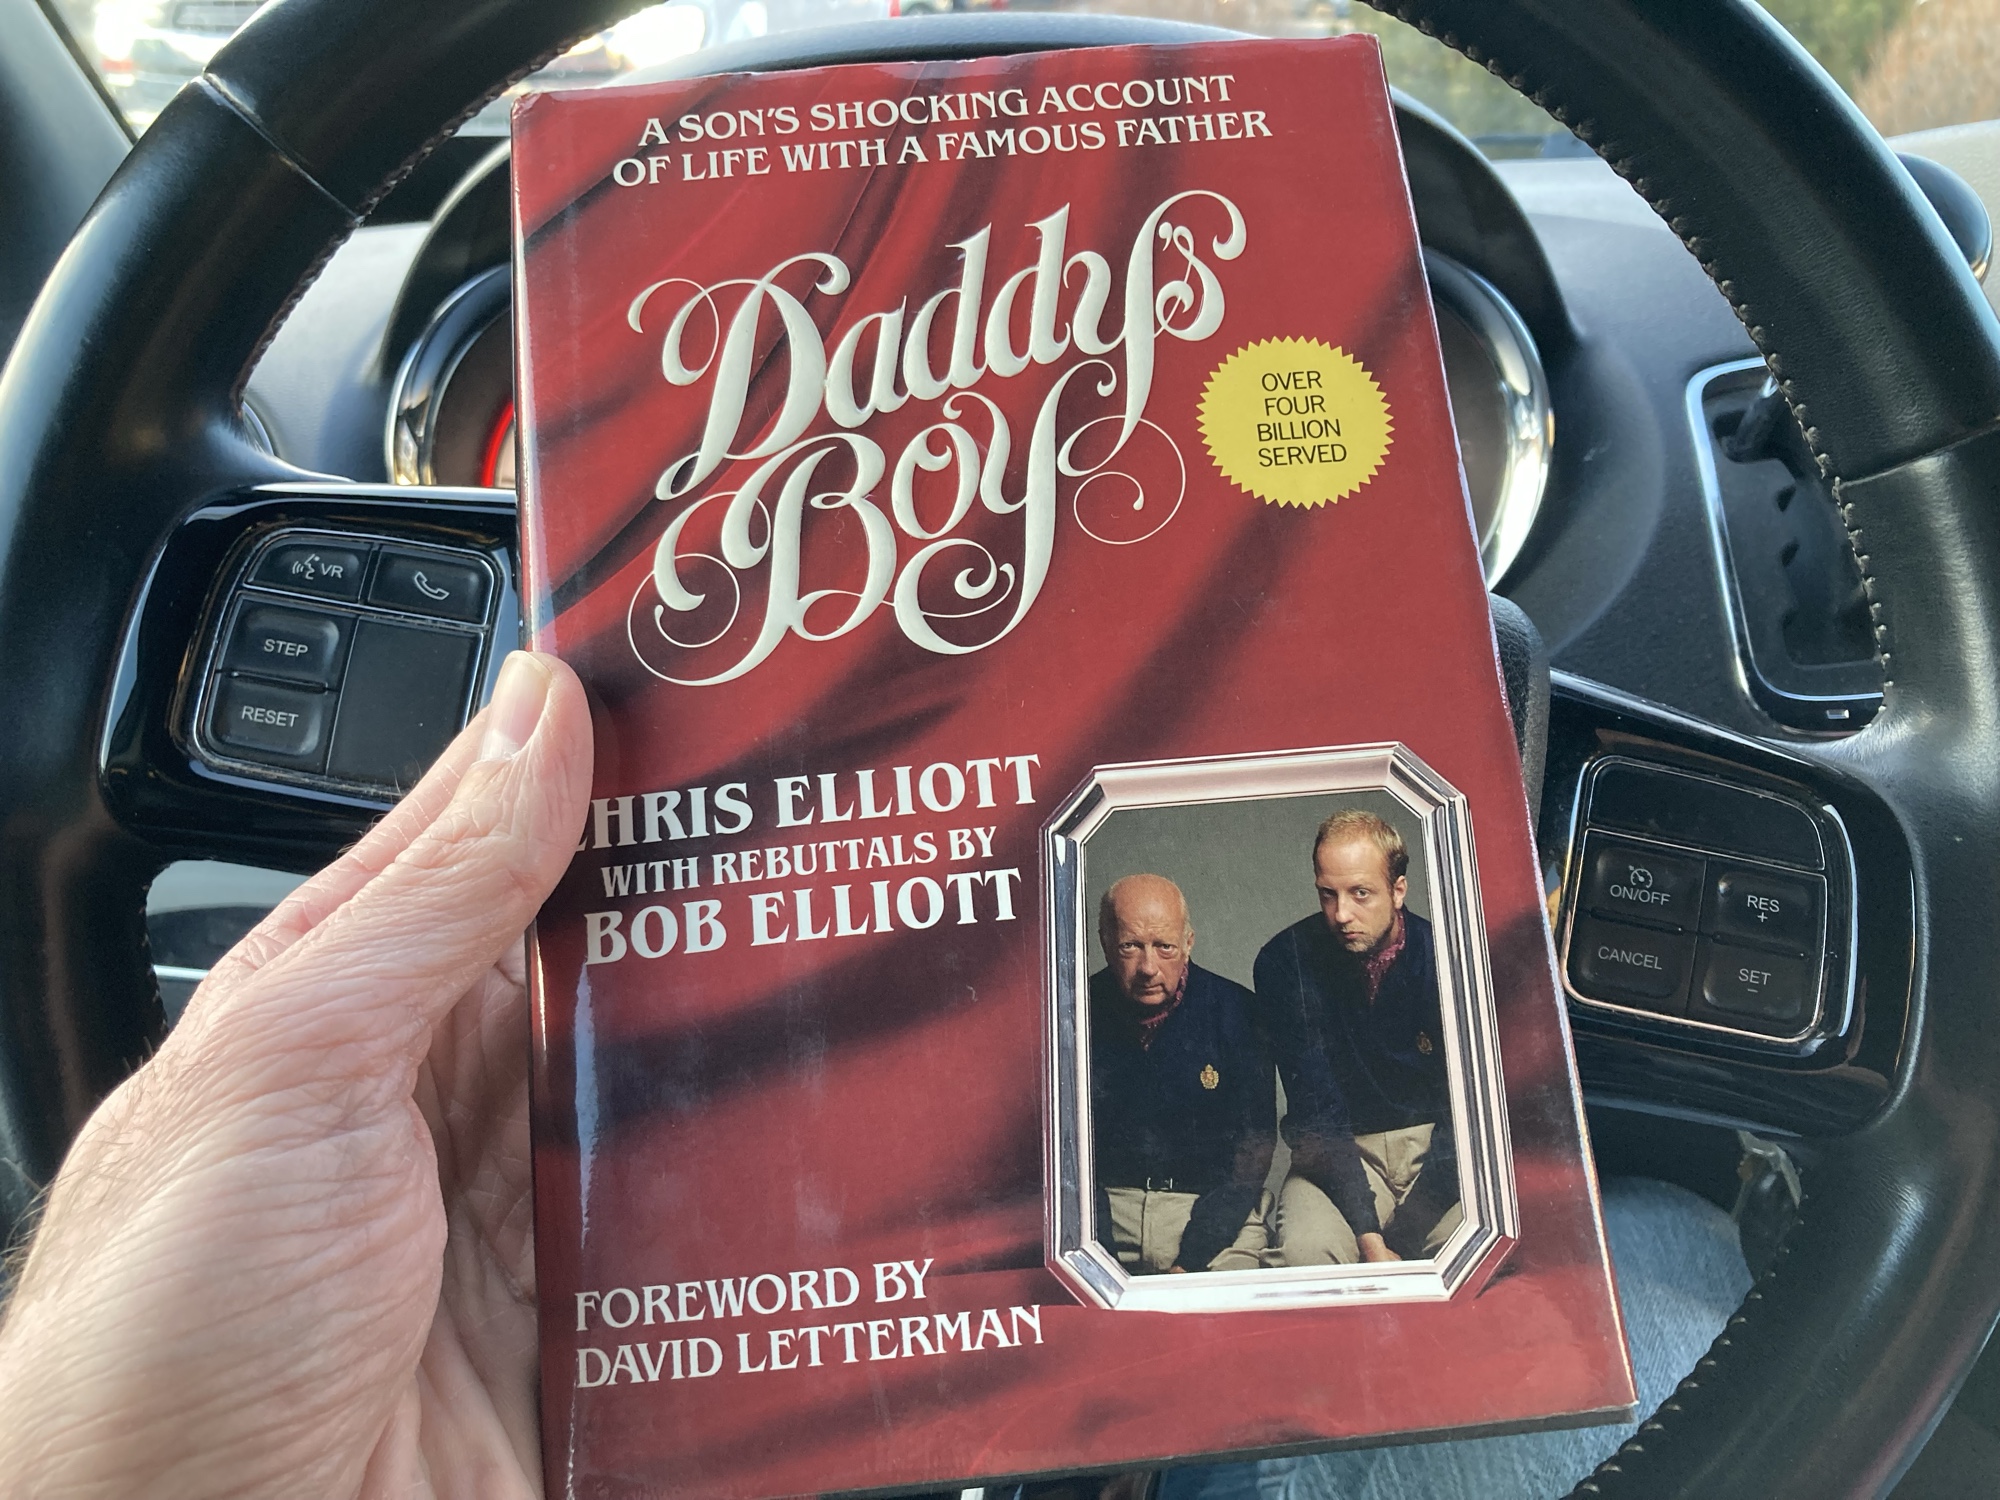 A SON'S SHOCKING ACCOUNT
OF LIFE WITH A FAMOUS FATHER
Daddy's
Boy
OVER
FOUR
BILLION
SERVED
CHRIS ELLIOTT
WITH REBUTTALS BY
BOB ELLIOTT
FOREWORD BY
DAVID LETTERMAN
VR
STEP
RESET
ON/OFF
RES
+
CANCEL
SET
–